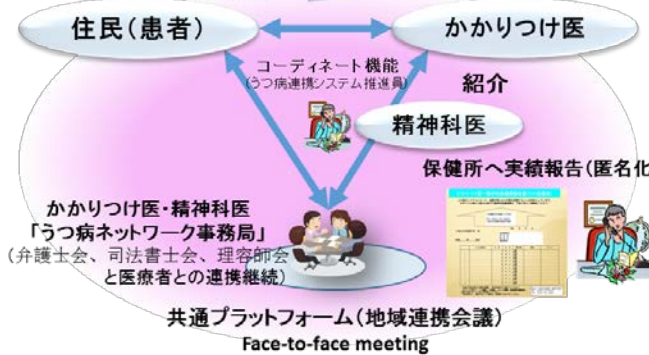 住民(患者)
かかりつけ医
コーディネート機能
(うつ病連携システム推進員)
紹介
精神科医
保健所へ実績報告(匿名化
かかりつけ医・精神科医
「うつ病ネットワーク事務局」
(弁護士会、司法書士会、理容師会
と医療者との連携継続)
共通プラットフォーム(地域連携会議)
Face-to-face meeting